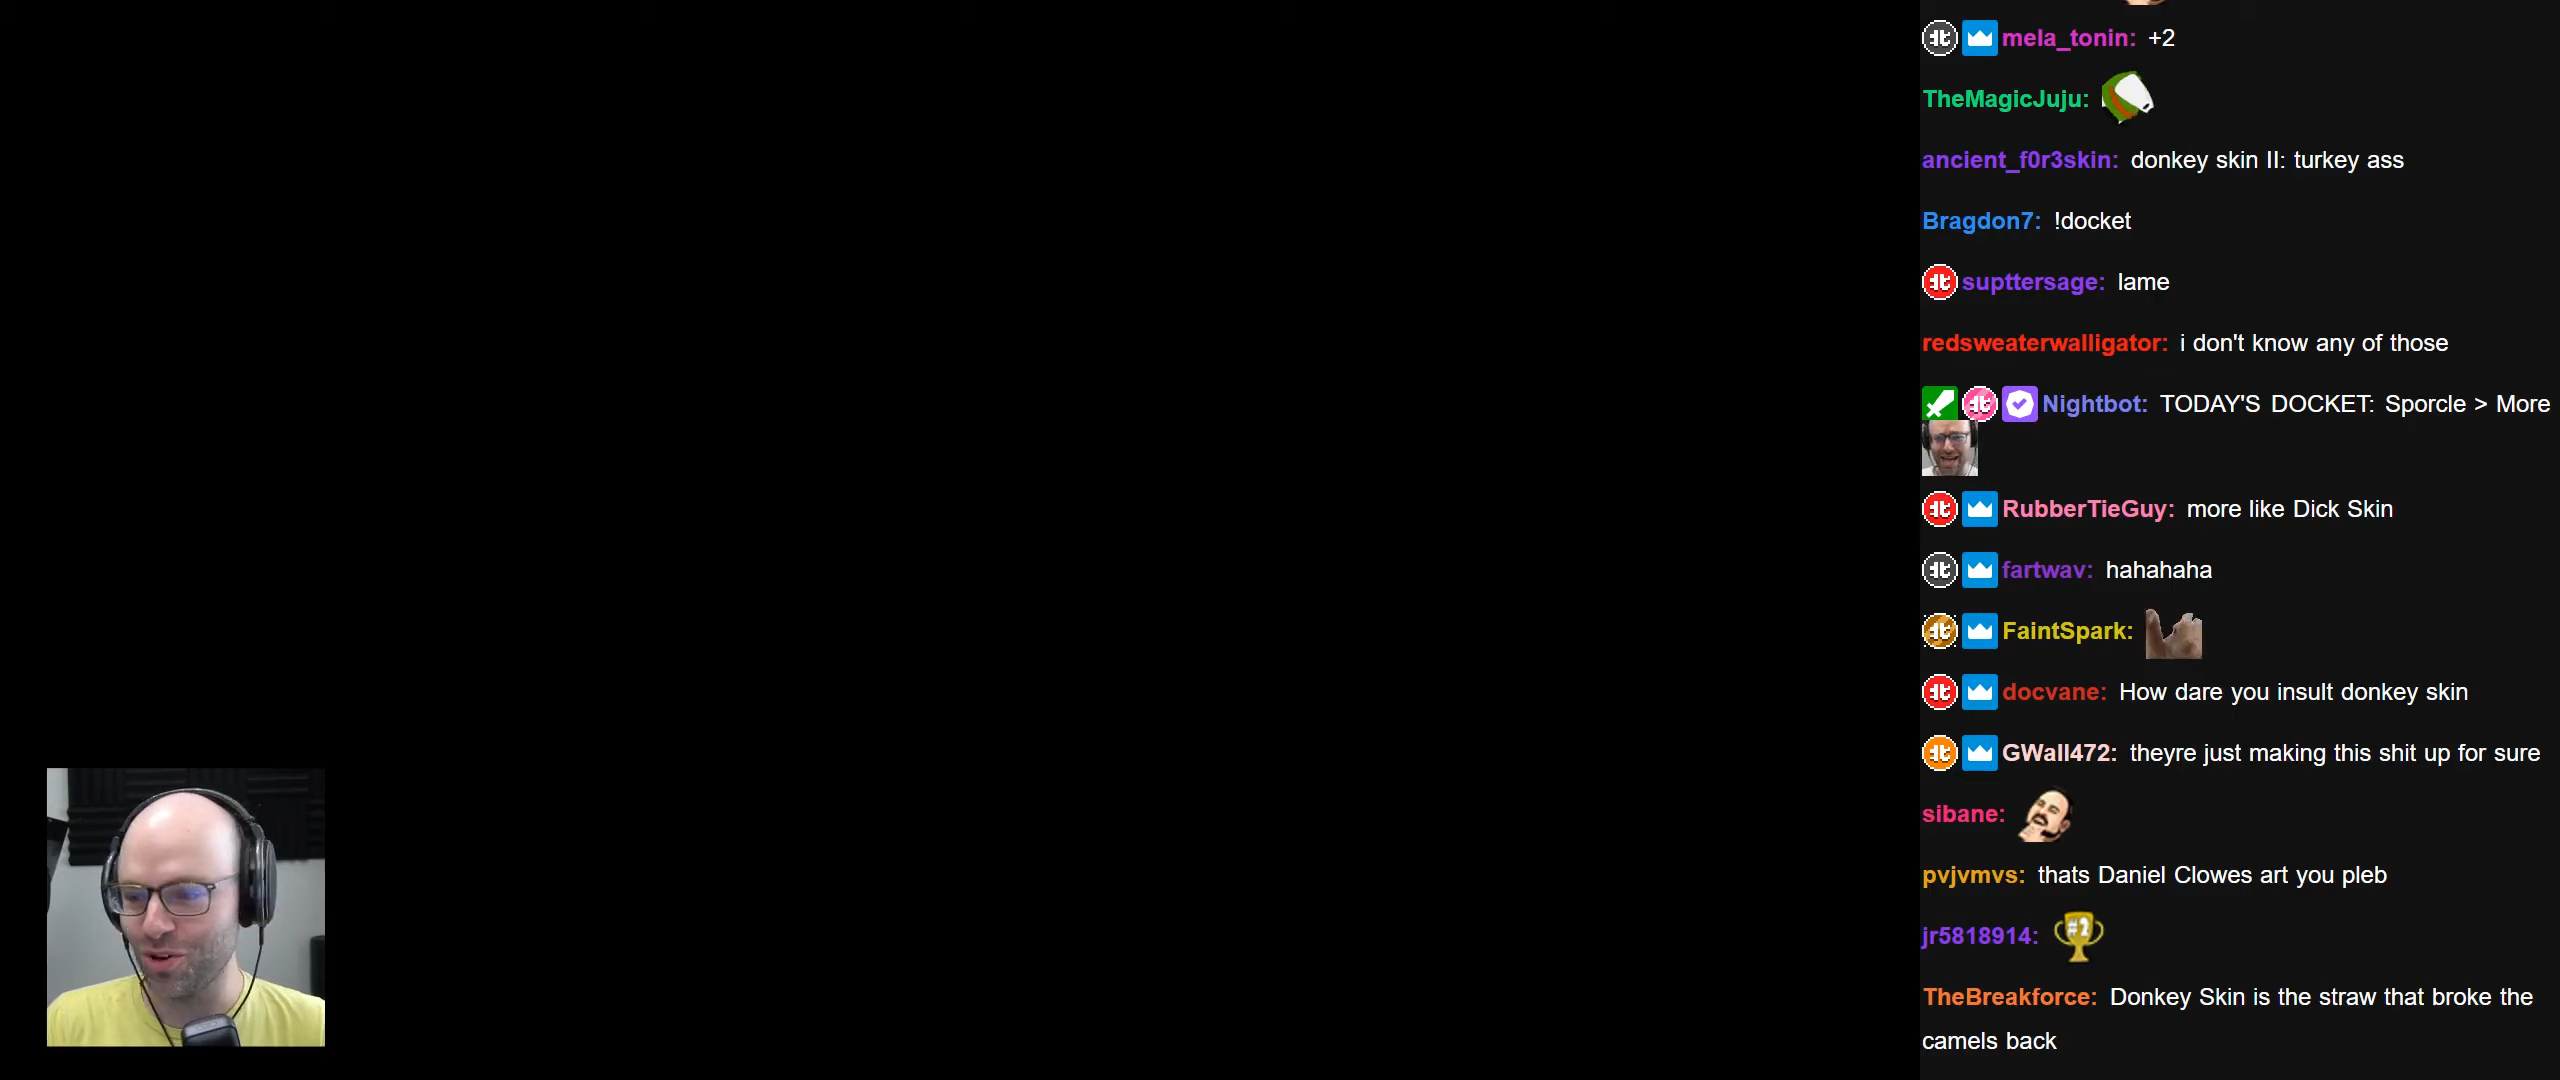 mela_tonin: +2
TheMagicJuju:
ancient_f0r3skin: donkey skin II: turkey ass
Bragdon7: !docket
supttersage: lame
redsweaterwalligator: i don't know any of those
Nightbot: TODAY'S DOCKET: Sporcle > More
RubberTieGuy: more like Dick Skin
fartwav: hahahaha
FaintSpark:
docvane: How dare you insult donkey skin
GWall472: theyre just making this shit up for sure
sibane:
pvjvmvs: thats Daniel Clowes art you pleb
jr5818914: #2
TheBreakforce: Donkey Skin is the straw that broke the
camels back